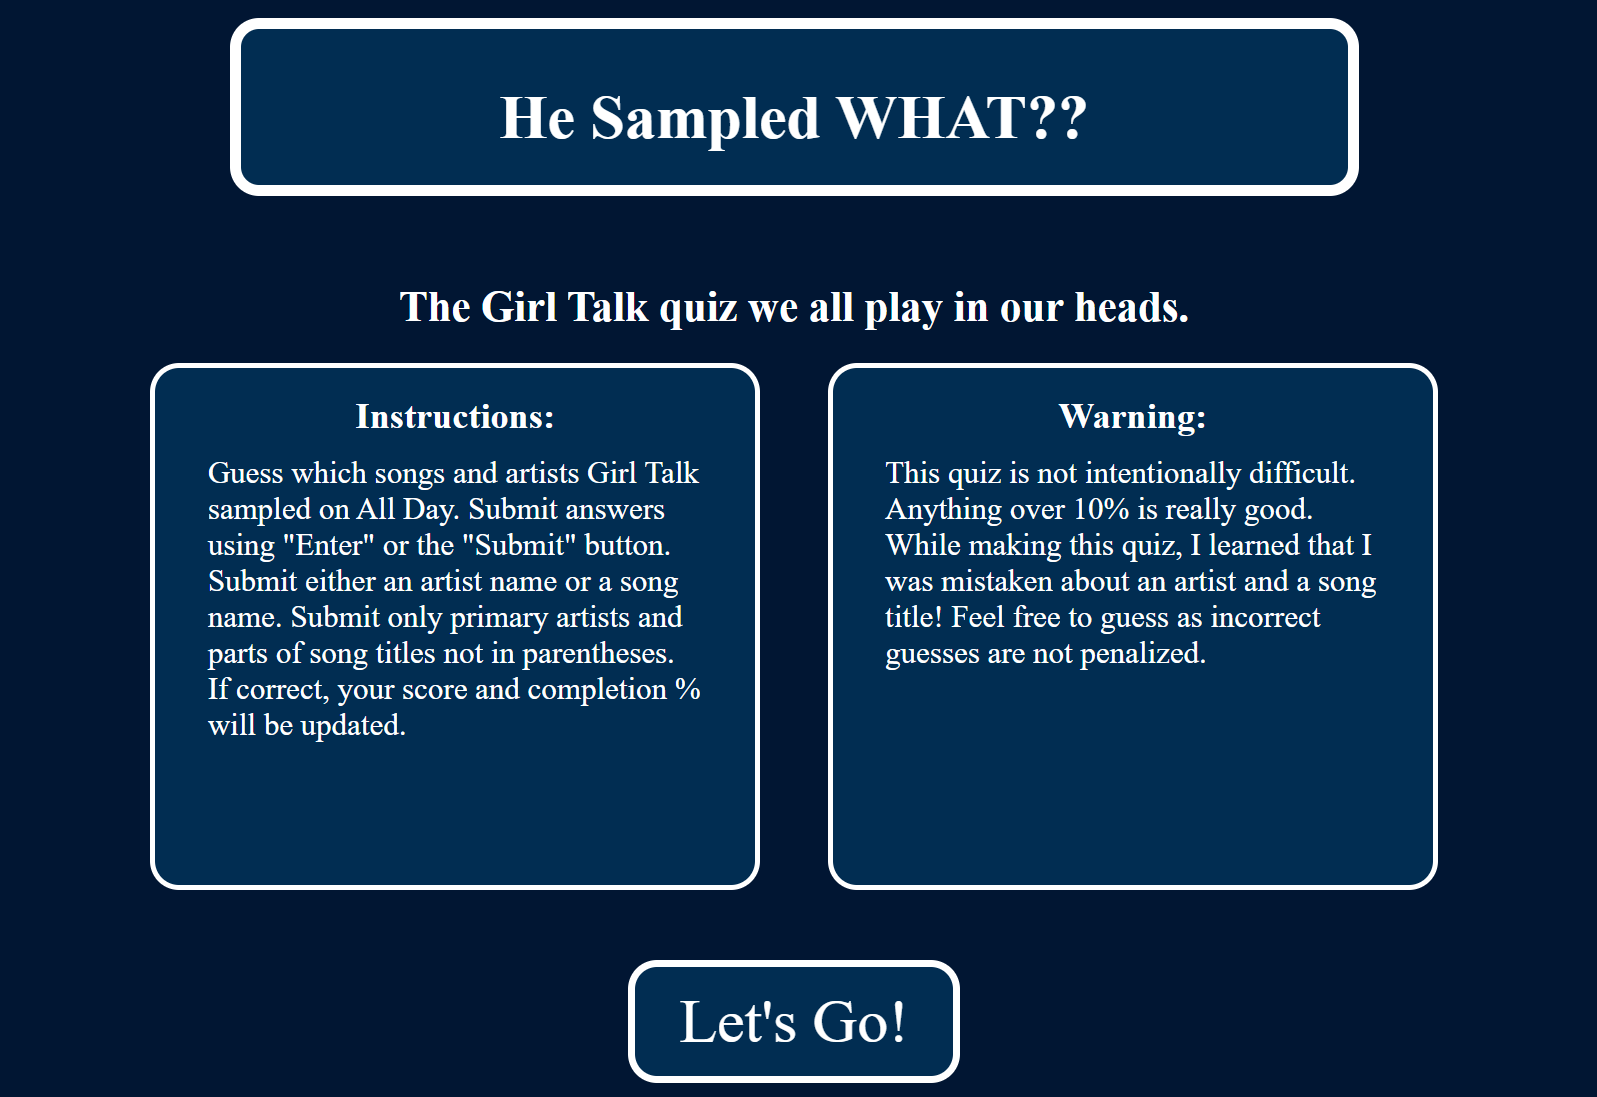 He Sampled WHAT??
The Girl Talk quiz we all play in our heads.
Instructions:
Guess which songs and artists Girl Talk
sampled on All Day. Submit answers
using "Enter" or the "Submit" button.
Submit either an artist name or a song
name. Submit only primary artists and
parts of song titles not in parentheses.
If correct, your score and completion %
will be updated.
Warning:
This quiz is not intentionally difficult.
Anything over 10% is really good.
While making this quiz, I learned that I
was mistaken about an artist and a song
title! Feel free to guess as incorrect
guesses are not penalized.
Let's Go!